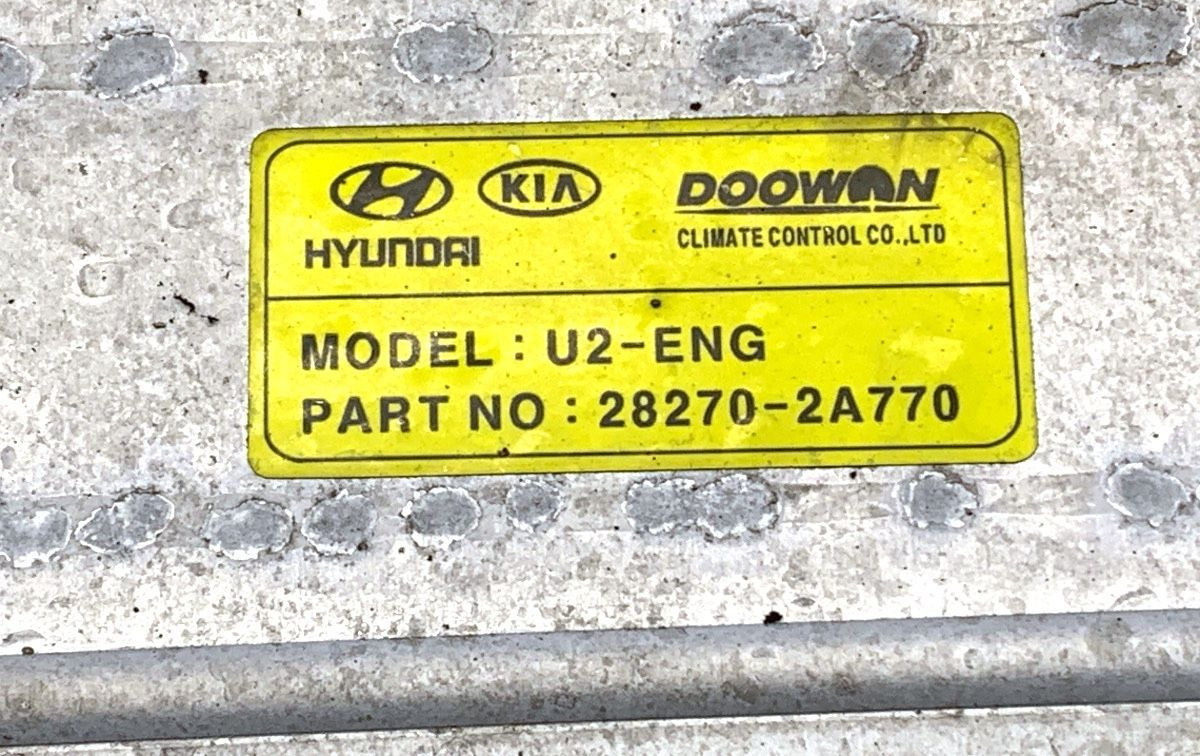 KIA DOOWON
HYUNDAI CLIMATE CONTROL CO.,LTD
MODEL : U2-ENG
PART NO : 28270-2A770